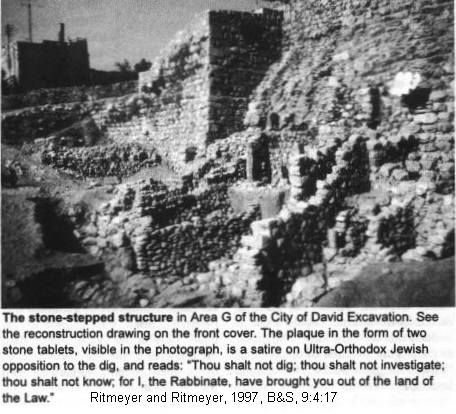 The stone-stepped structure in Area G of the City of David Excavation. See
the reconstruction drawing on the front cover. The plaque in the form of two
stone tablets, visible in the photograph, is a satire on Ultra-Orthodox Jewish
opposition to the dig, and reads: "Thou shalt not dig; thou shalt not investigate;
thou shalt not know; for I, the Rabbinate, have brought you out of the land of
the Law." Ritmeyer and Ritmeyer, 1997, B&S, 9:4:17